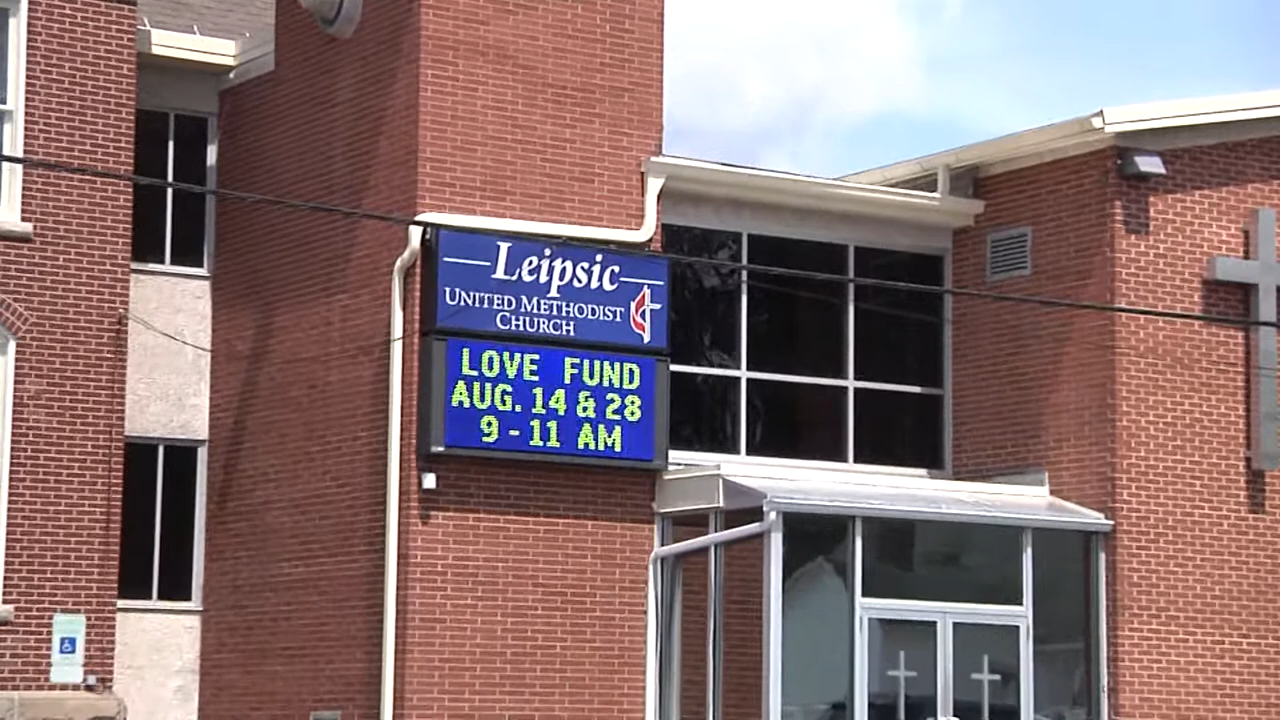 Leipsic
UNITED METHODIST
CHURCH
LOVE FUND
AUG. 14 & 28
9 - 11 AM